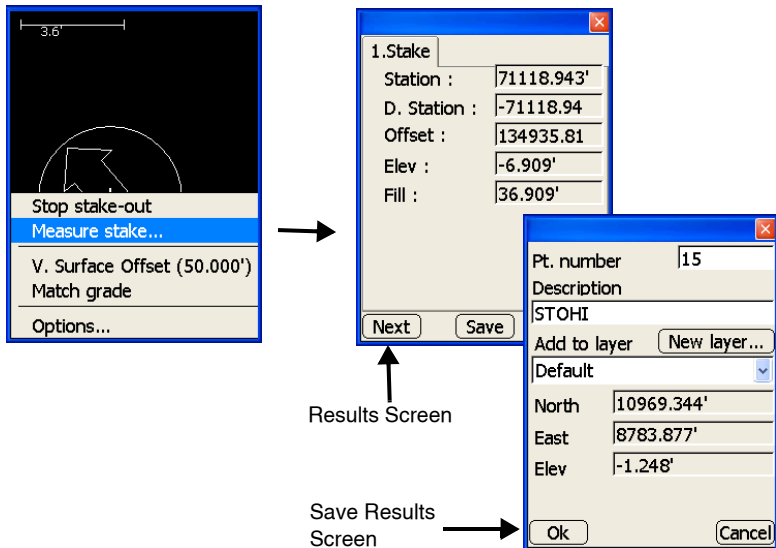 3.6'
Stop stake-out
Measure stake...
V. Surface Offset (50.000')
Match grade
Options...
1.Stake
Station : 71118.943'
D. Station : -71118.94
Offset : 134935.81
Elev : -6.909'
Fill : 36.909'
Next Save
Results Screen
Pt. number 15
Description
STOHI
Add to layer New layer...
Default
North 10969.344'
East 8783.877'
Elev -1.248'
Ok Cancel
Save Results
Screen